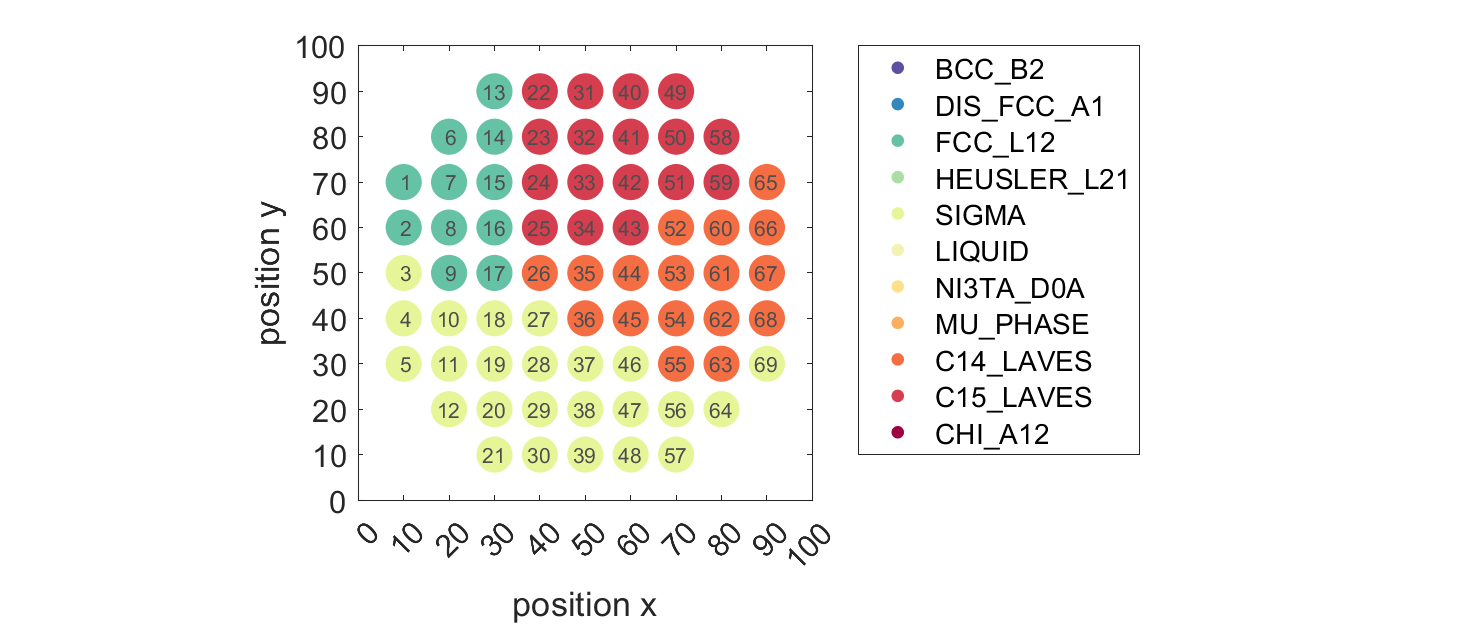 100
90 13 22 31 40 49
80 6 14 23 32 41 50 58
70 1 7 15 24 33 42 51 59 65
60 2 8 16 25 34 43 52 60 66
50 3 9 17 26 35 44 53 61 67
40 4 10 18 27 36 45 54 62 68
30 5 11 19 28 37 46 55 63 69
20 12 20 29 38 47 56 64
10 21 30 39 48 57
0
0 10 20 30 40 50 60 70 80 90 100
position x
position y
BCC_B2
DIS_FCC_A1
FCC_L12
HEUSLER_L21
SIGMA
LIQUID
NI3TA_D0A
MU_PHASE
C14_LAVES
C15_LAVES
CHI_A12